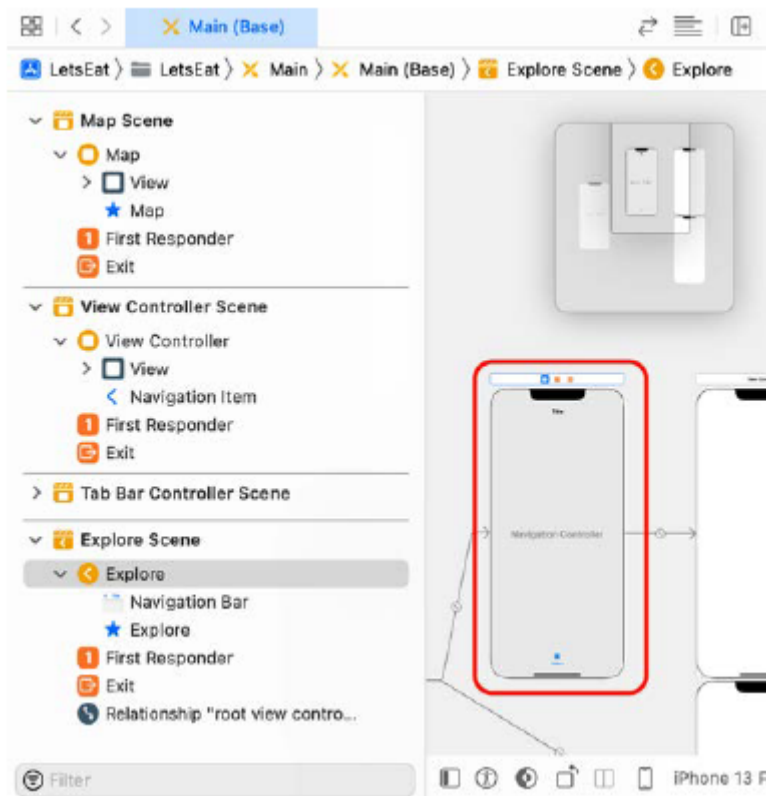 Main (Base)
LetsEat 〉 LetsEat 〉 Main 〉 Main (Base) 〉 Explore Scene 〉 Explore
Map Scene
Map
View
Map
First Responder
Exit
View Controller Scene
View Controller
View
Navigation Item
First Responder
Exit
Tab Bar Controller Scene
Explore Scene
Explore
Navigation Bar
Explore
First Responder
Exit
Relationship "root view contro...
Filter
Title
Navigation Controller
iPhone 13 P